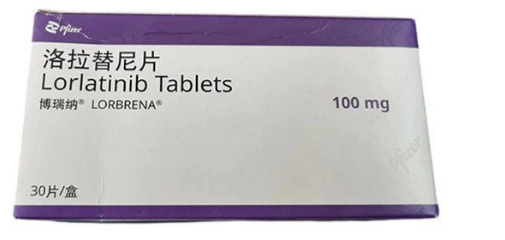 Pfizer
洛拉替尼片
Lorlatinib Tablets
博瑞纳® LORBRENA®
100 mg
Pfizer
30片/盒